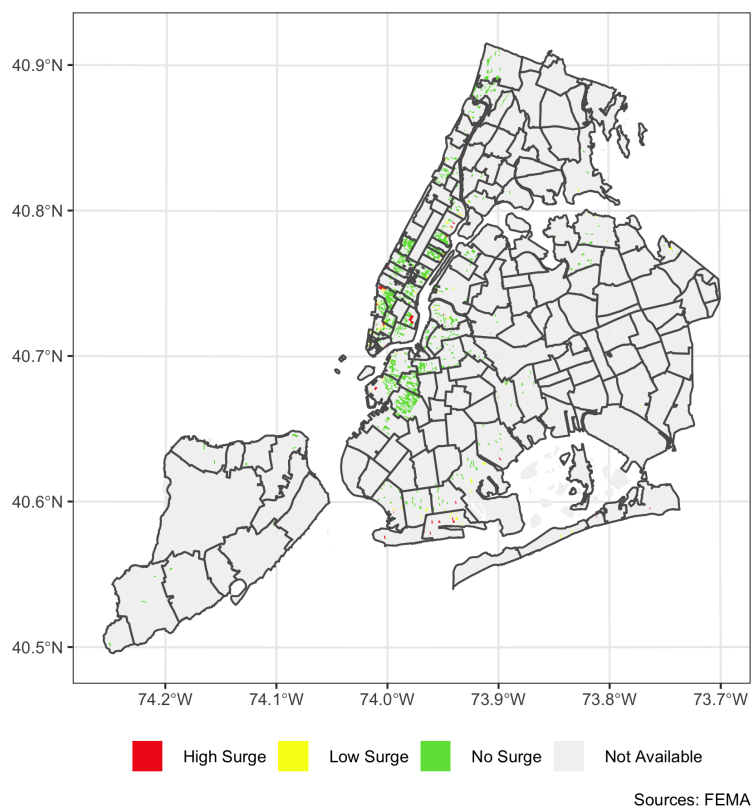 40.9°N
40.8°N
40.7°N
40.6°N
40.5°N
74.2°W 74.1°W 74.0°W 73.9°W 73.8°W 73.7°W
High Surge Low Surge No Surge Not Available
Sources: FEMA